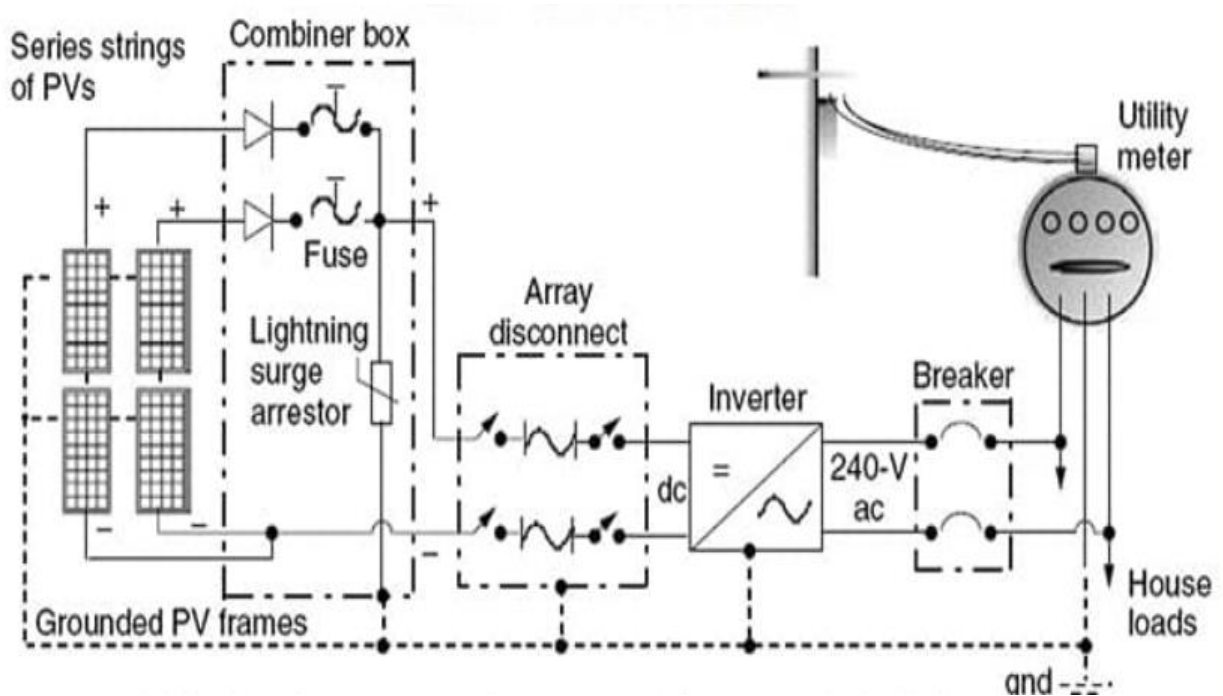 Series strings
of PVs
Combiner box
Utility
meter
+
+
+
Fuse
Lightning
surge
arrestor
Array
disconnect
Inverter
Breaker
dc
=
240-V
ac
–
–
–
House
loads
Grounded PV frames
gnd